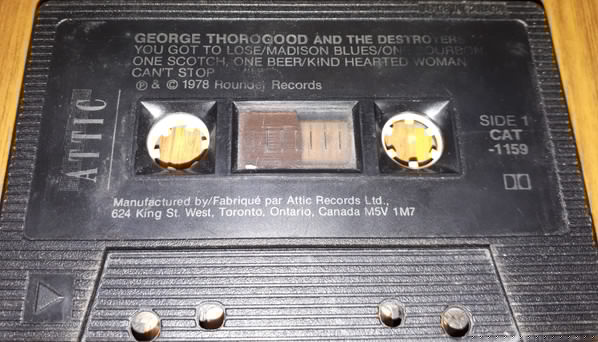 GEORGE THOROGOOD AND THE DESTROYERS
YOU GOT TO LOSE/MADISON BLUES/ONE BOURBON
ONE SCOTCH, ONE BEER/KIND HEARTED WOMAN
CAN'T STOP
℗ & © 1978 Rounder Records
ATTIC
SIDE 1
CAT
-1159
Manufactured by/Fabriqué par Attic Records Ltd.,
624 King St. West, Toronto, Ontario, Canada M5V 1M7